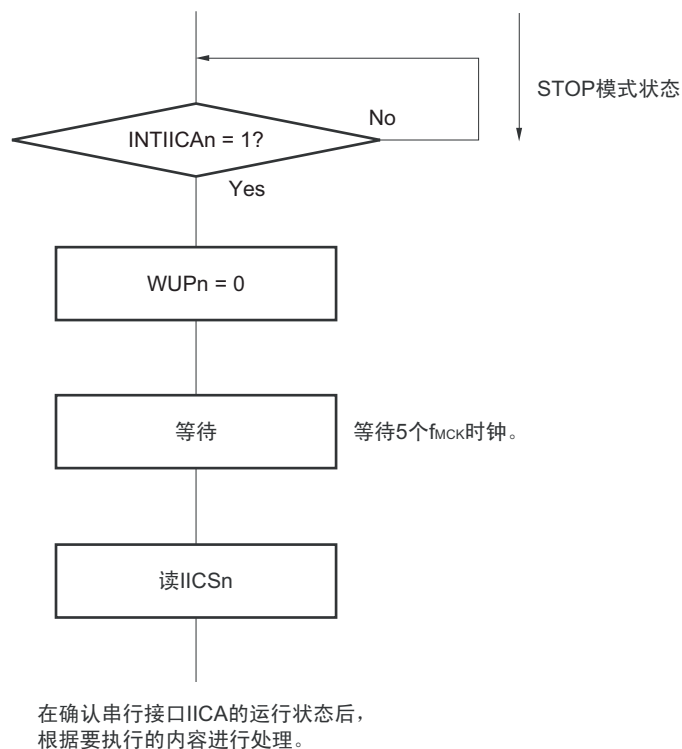 STOP模式状态
No
INTIICAn = 1?
Yes
WUPn = 0
等待
等待5个fMCK时钟。
读IICSn
在确认串行接口IICA的运行状态后，
根据要执行的内容进行处理。